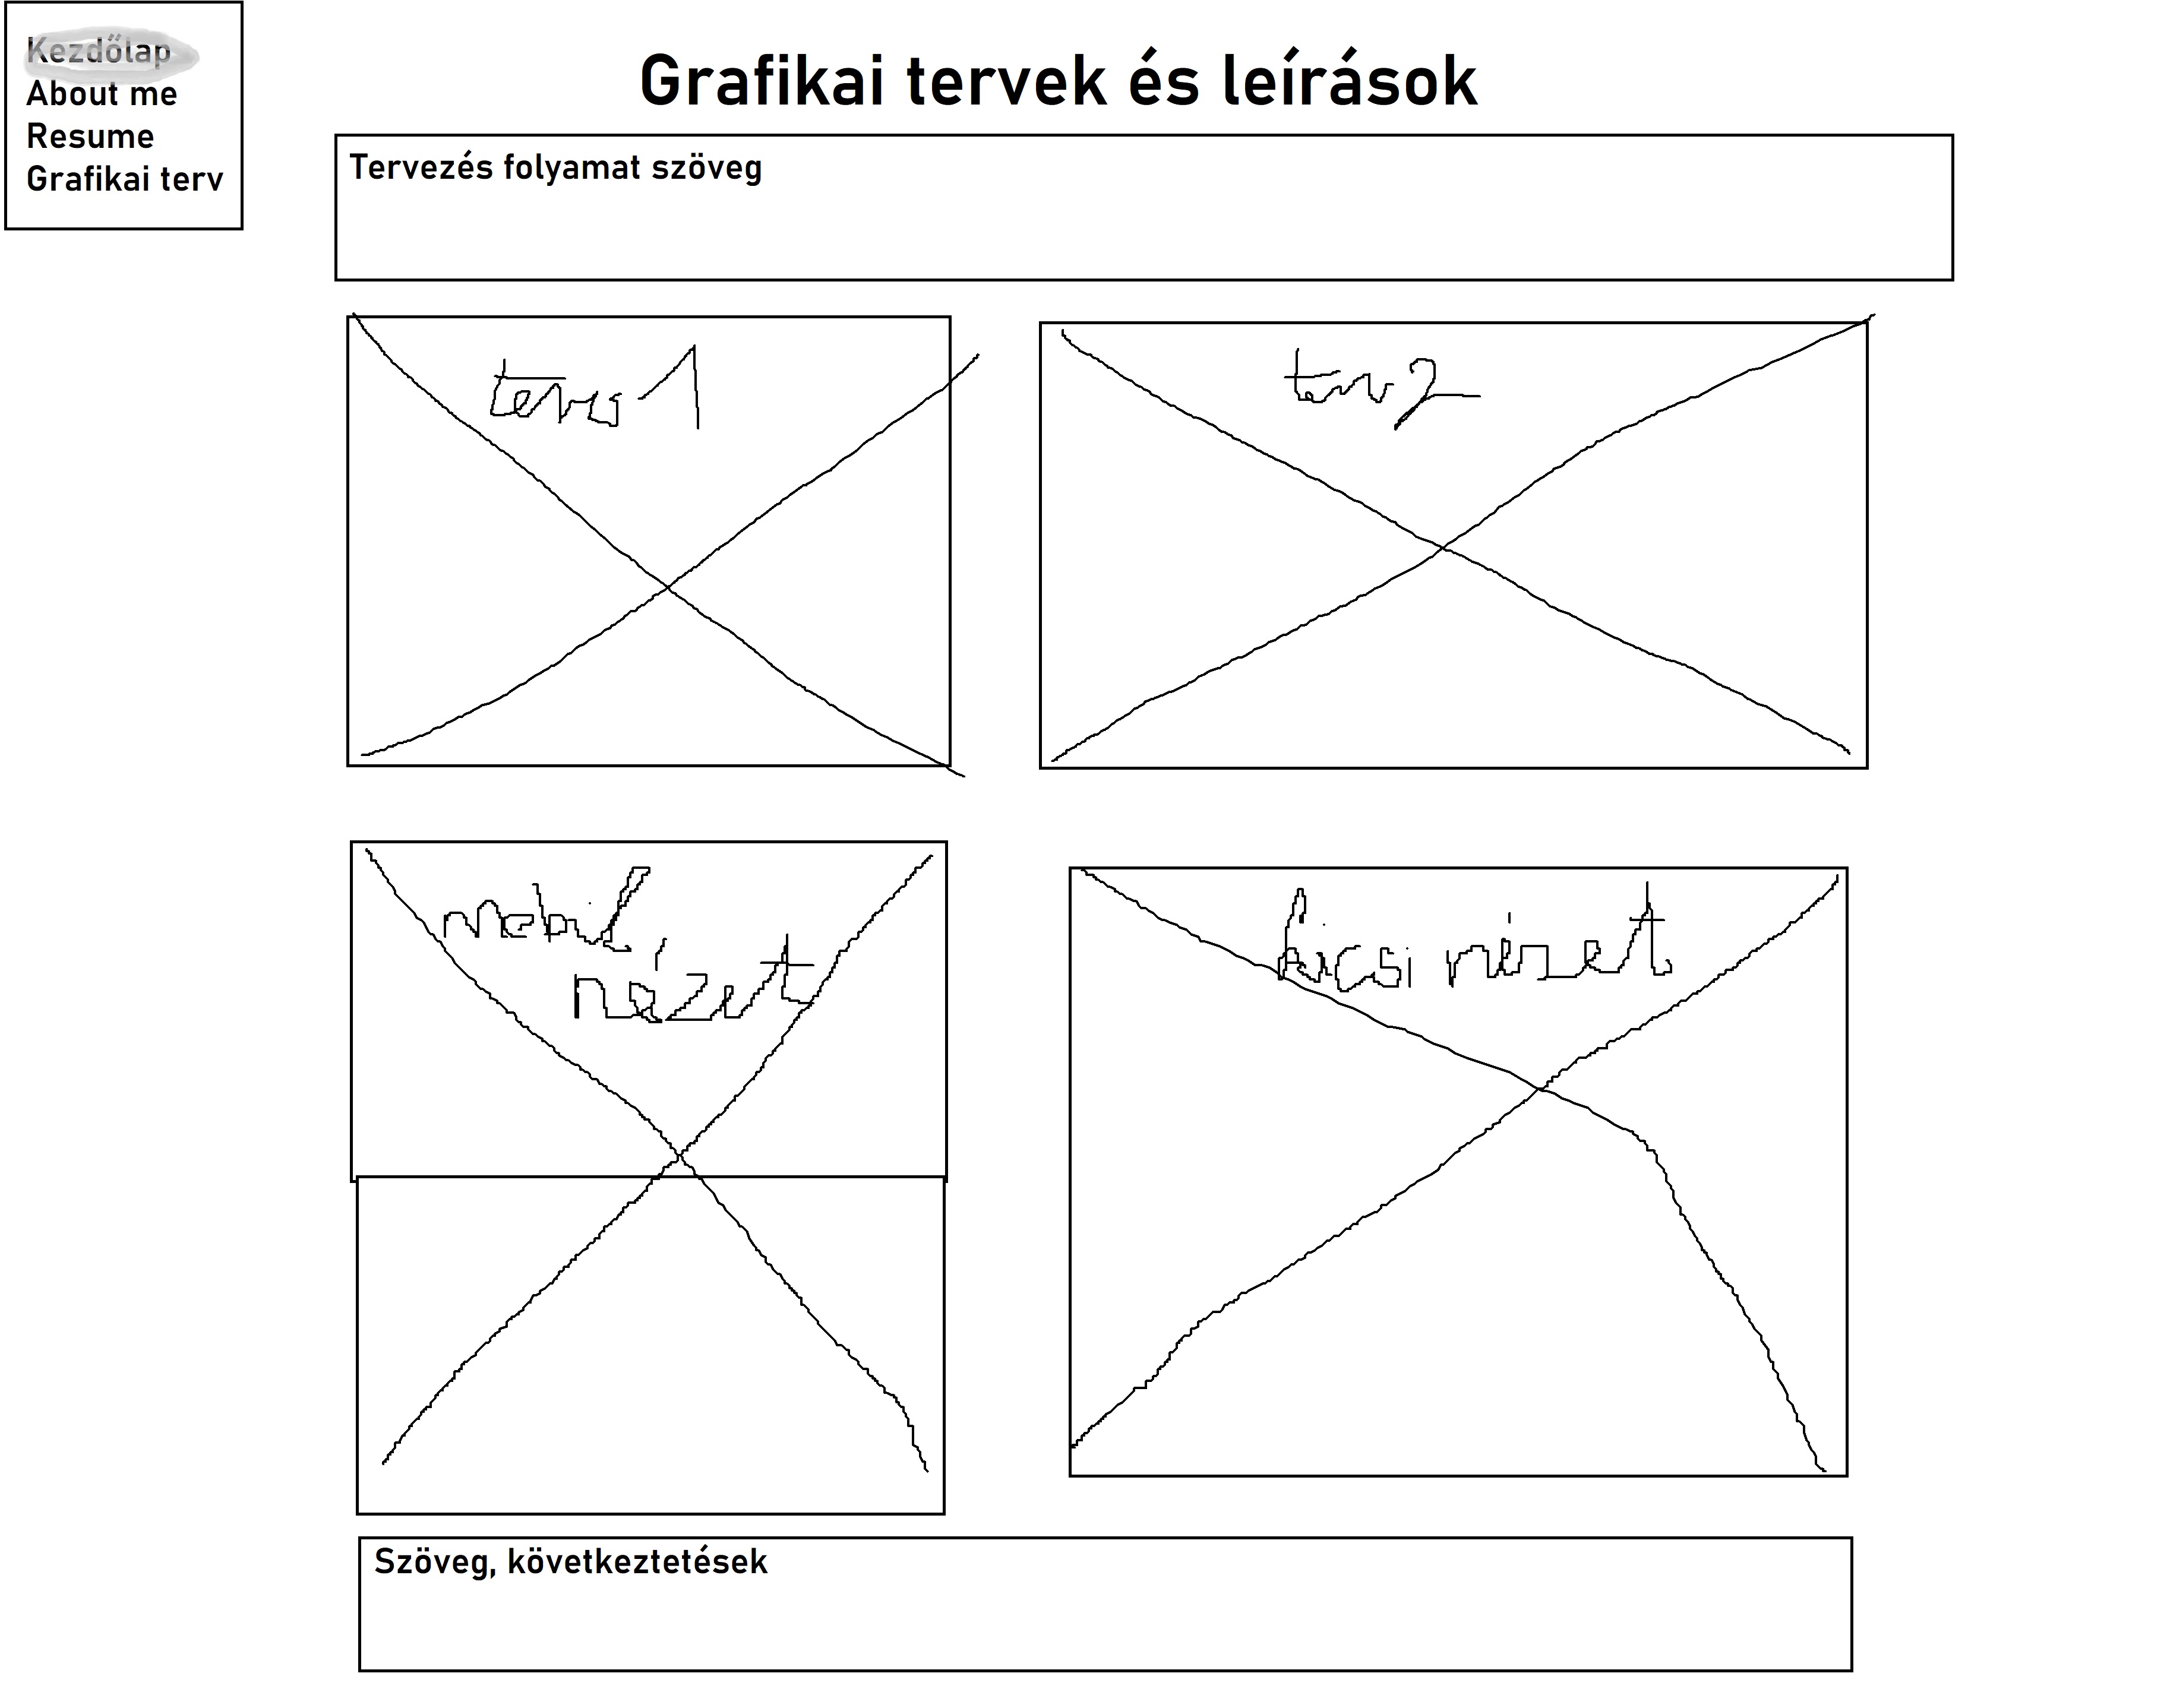 Kezdőlap
About me
Resume
Grafikai terv
Grafikai tervek és leírások
Tervezés folyamat szöveg
terv 1
terv 2
mobil
nézet
kicsi nézet
Szöveg, következtetések